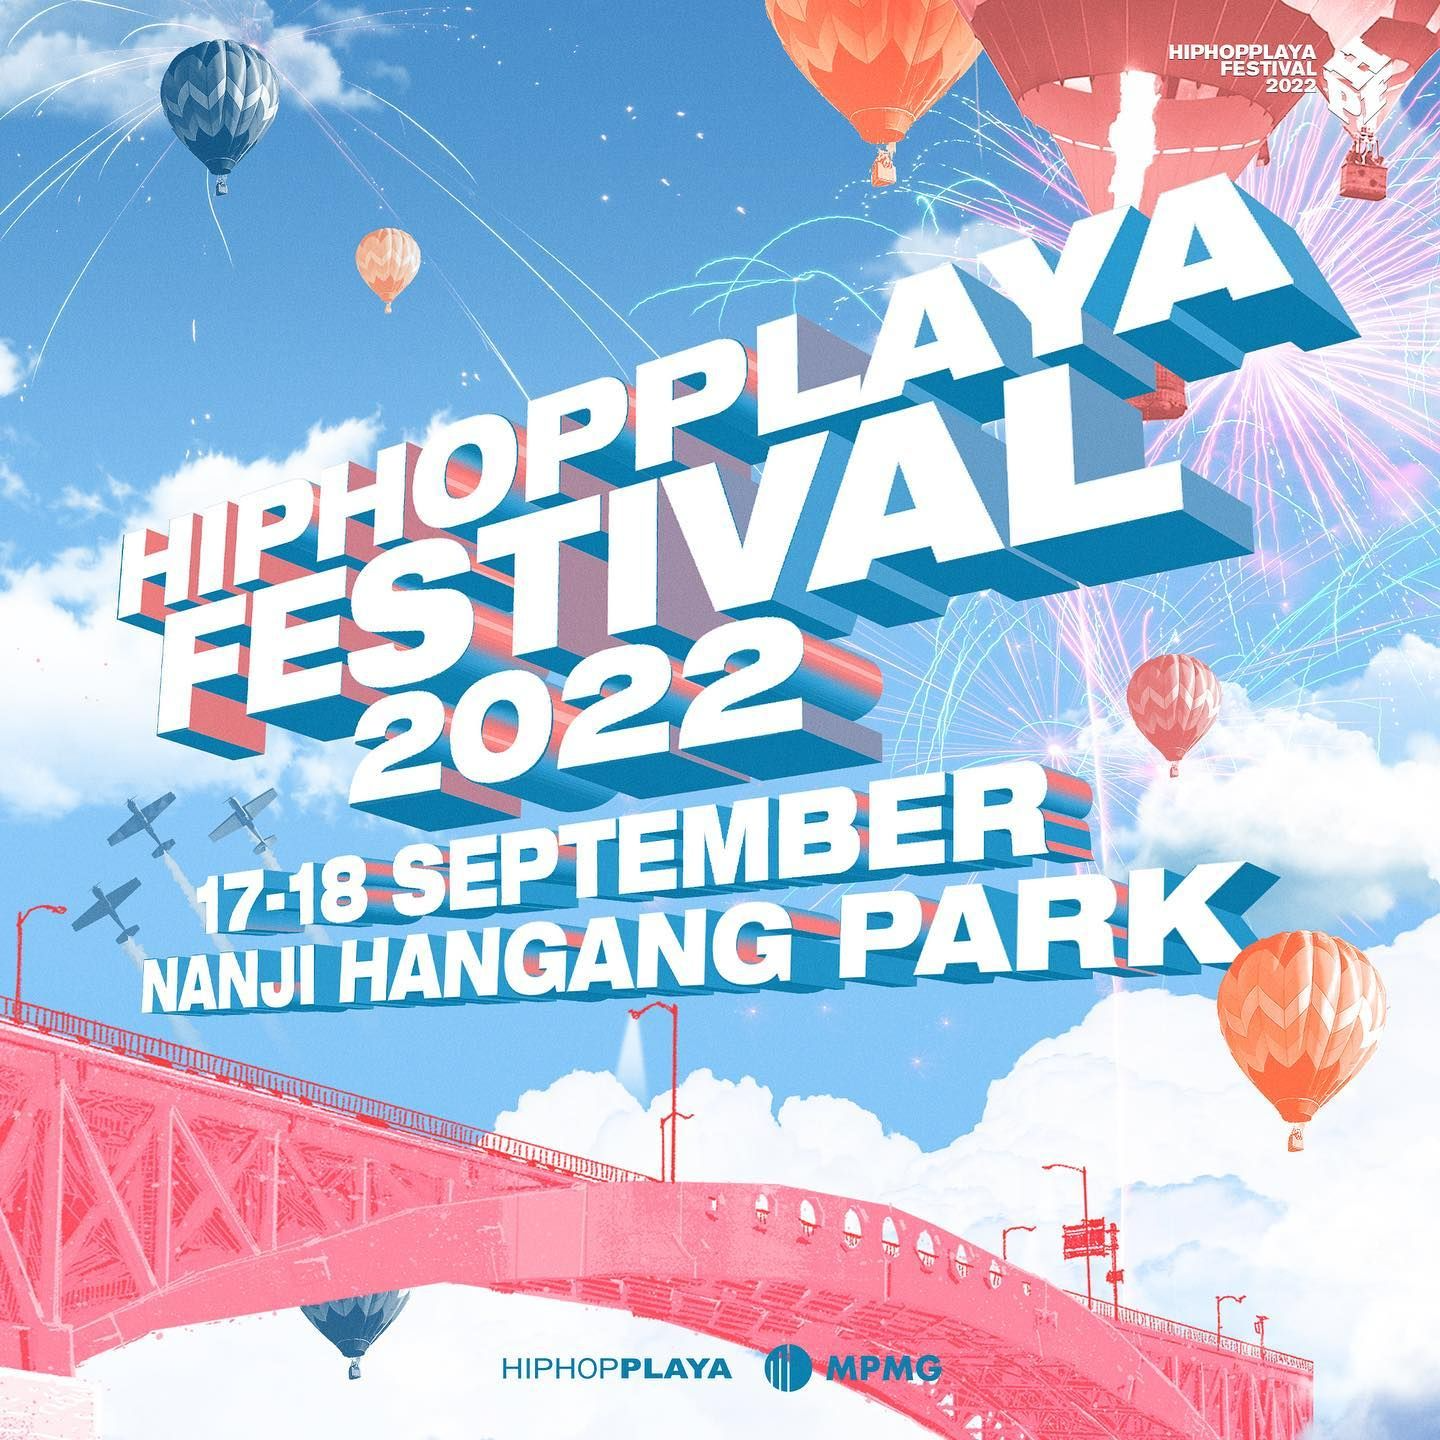 HIPHOPPLAYA
FESTIVAL
2022
HIPHOPPLAYA
FESTIVAL
2022
17-18 SEPTEMBER
NANJI HANGANG PARK
HIPHOPPLAYA MPMG